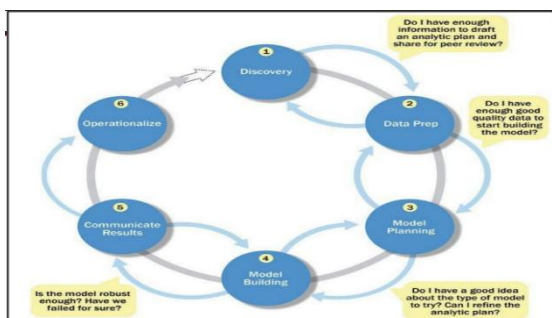 1
Discovery
Do I have enough
information to draft
an analytic plan and
share for peer review?
2
Data Prep
Do I have
enough good
quality data to
start building
the model?
3
Model
Planning
Do I have a good idea
about the type of model
to try? Can I refine the
analytic plan?
4
Model
Building
Is the model robust
enough? Have we
failed for sure?
5
Communicate
Results
6
Operationalize